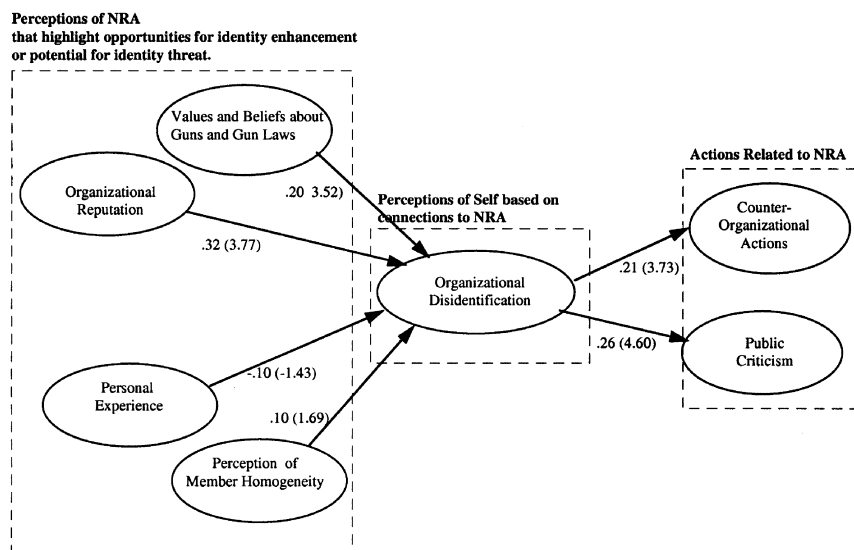 Perceptions of NRA
that highlight opportunities for identity enhancement
or potential for identity threat.
Values and Beliefs about
Guns and Gun Laws
Organizational
Reputation
.20 3.52)
.32 (3.77)
Perceptions of Self based on
connections to NRA
Organizational
Disidentification
Personal
Experience
-.10 (-1.43)
.10 (1.69)
Perception of
Member Homogeneity
Actions Related to NRA
Counter-
Organizational
Actions
.21 (3.73)
.26 (4.60)
Public
Criticism